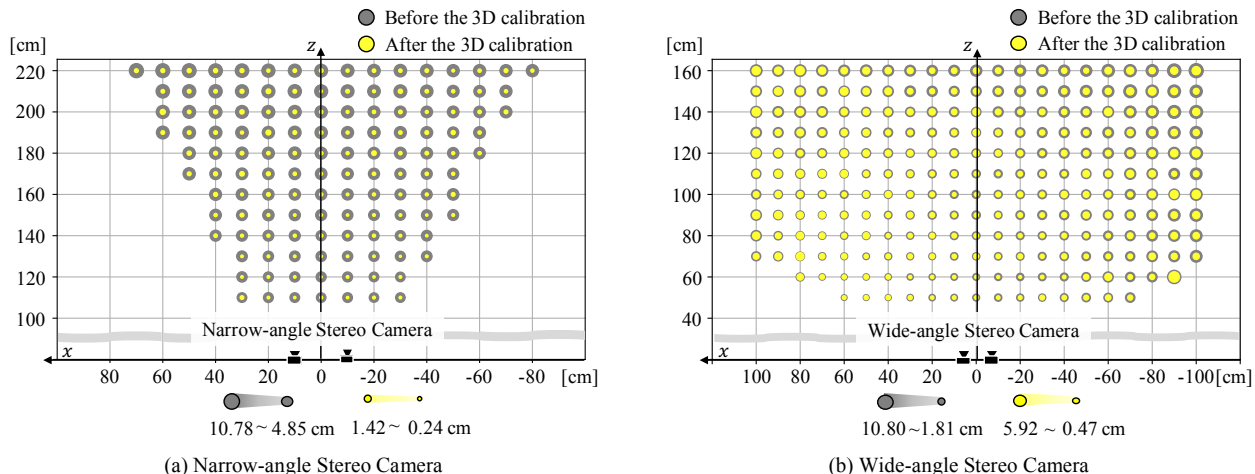 Before the 3D calibration
After the 3D calibration
[cm]
z
220
200
180
160
140
120
100
Narrow-angle Stereo Camera
x
80 60 40 20 0 -20 -40 -60 -80 [cm]
10.78 ~ 4.85 cm 1.42 ~ 0.24 cm
(a) Narrow-angle Stereo Camera
Before the 3D calibration
After the 3D calibration
[cm]
z
160
140
120
100
80
60
40
Wide-angle Stereo Camera
x
100 80 60 40 20 0 -20 -40 -60 -80 -100[cm]
10.80 ~1.81 cm 5.92 ~ 0.47 cm
(b) Wide-angle Stereo Camera